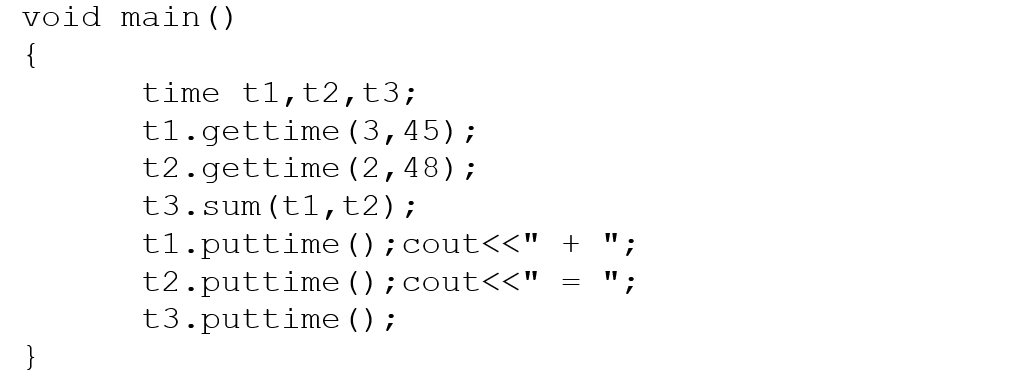 void main()
{
time t1,t2,t3;
t1.gettime(3,45);
t2.gettime(2,48);
t3.sum(t1,t2);
t1.puttime();cout<<" + ";
t2.puttime();cout<<" = ";
t3.puttime();
}